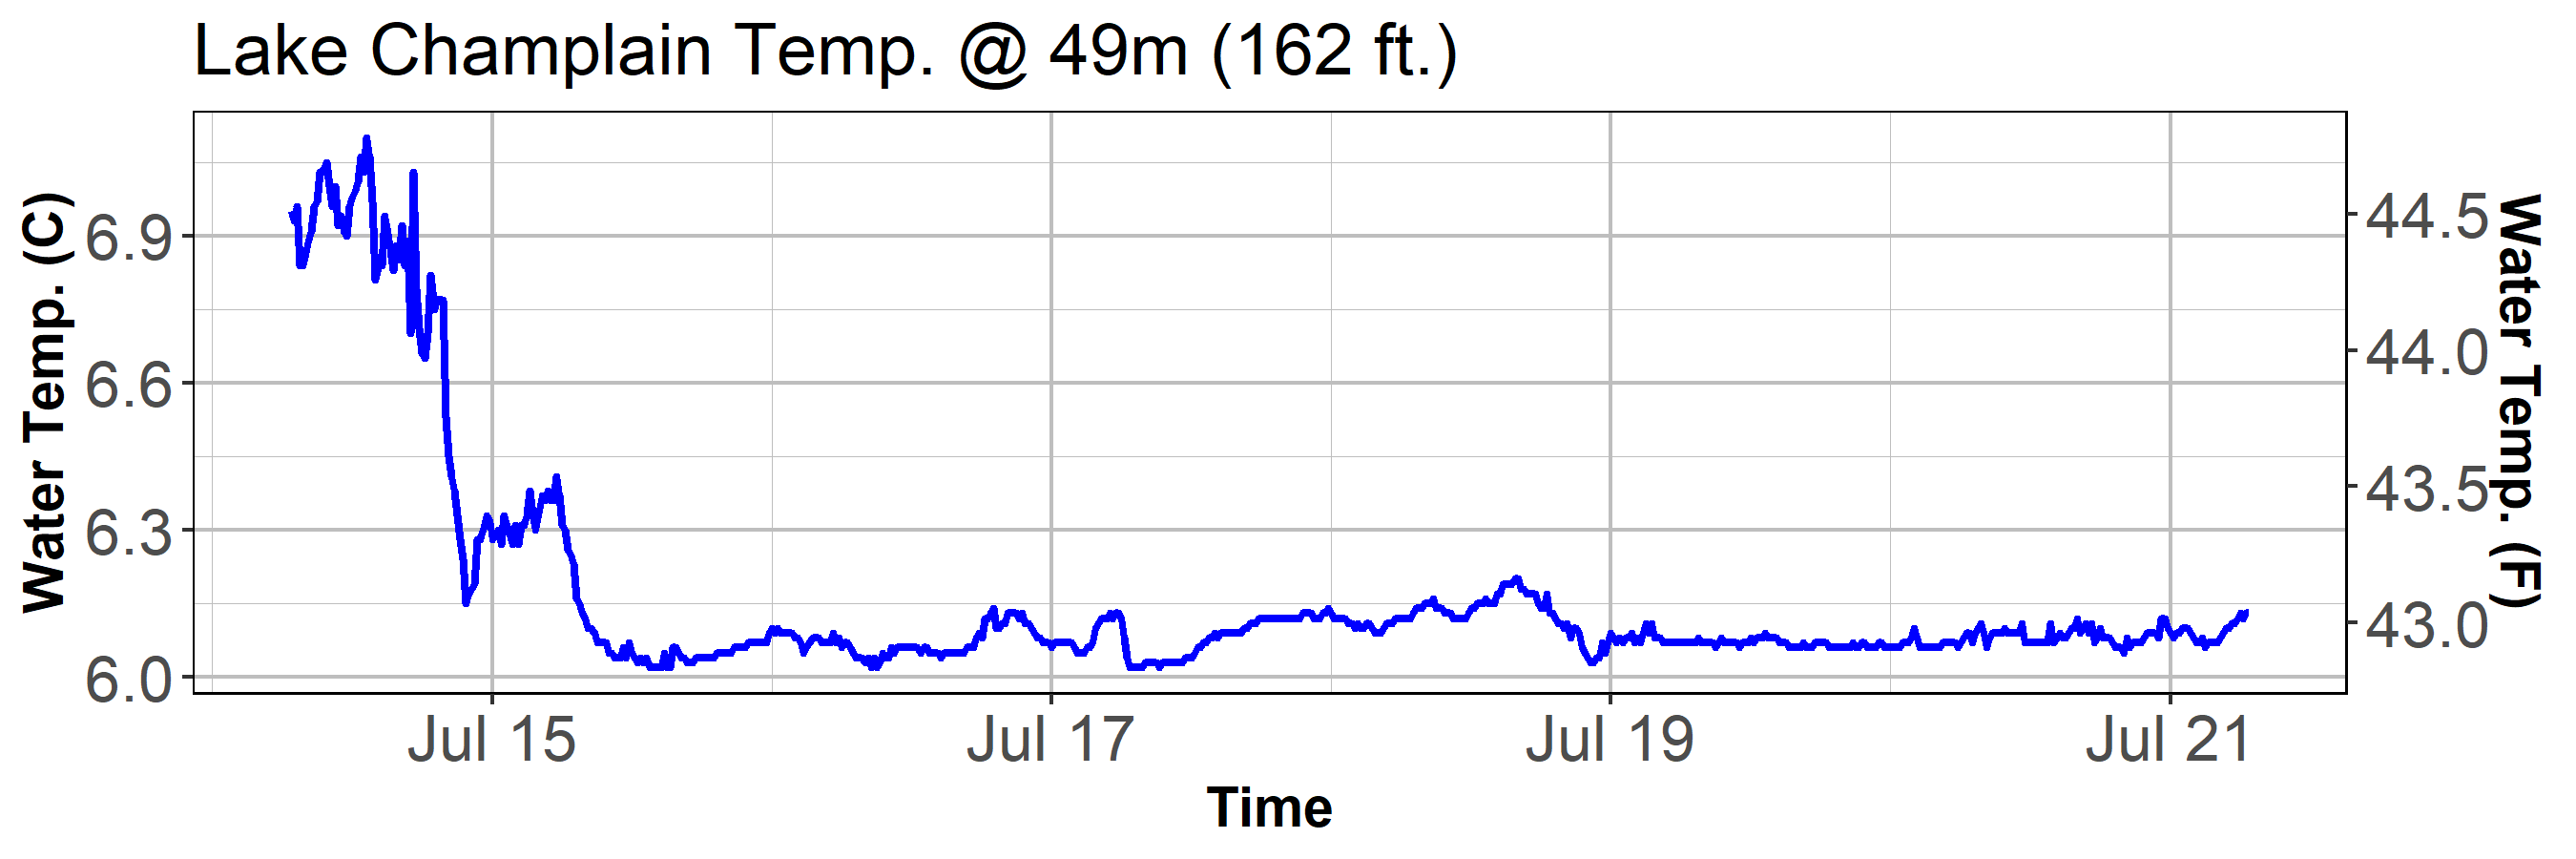 Lake Champlain Temp. @ 49m (162 ft.)
Water Temp. (C)
6.9
6.6
6.3
6.0
44.5
44.0
43.5
43.0
Water Temp. (F)
Jul 15
Jul 17
Jul 19
Jul 21
Time